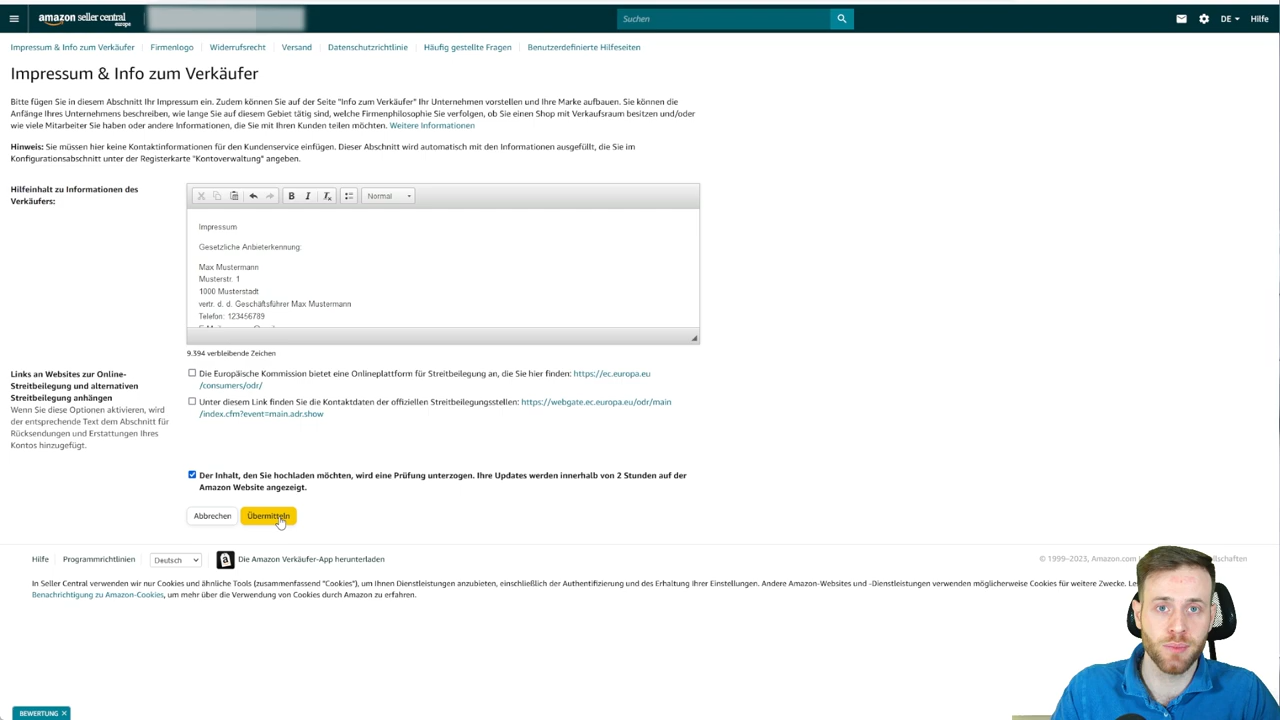 amazon seller central
europe
Suchen
DE
Hilfe
Impressum & Info zum Verkäufer
Firmenlogo
Widerrufsrecht
Versand
Datenschutzrichtlinie
Häufig gestellte Fragen
Benutzerdefinierte Hilfeseiten
Impressum & Info zum Verkäufer
Bitte fügen Sie in diesem Abschnitt Ihr Impressum ein. Zudem können Sie auf der Seite "Info zum Verkäufer" Ihr Unternehmen vorstellen und Ihre Marke aufbauen. Sie können die
Anfänge Ihres Unternehmens beschreiben, wie lange Sie auf diesem Gebiet tätig sind, welche Firmenphilosophie Sie verfolgen, ob Sie einen Shop mit Verkaufsraum besitzen und/oder
wie viele Mitarbeiter Sie haben oder andere Informationen, die Sie mit Ihren Kunden teilen möchten. Weitere Informationen
Hinweis: Sie müssen hier keine Kontaktinformationen für den Kundenservice einfügen. Dieser Abschnitt wird automatisch mit den Informationen ausgefüllt, die Sie im
Konfigurationsabschnitt unter der Registerkarte "Kontoverwaltung" angeben.
Hilfeinhalt zu Informationen des
Verkäufers:
B I Tx Normal
Impressum
Gesetzliche Anbieterkennung:
Max Mustermann
Musterstr. 1
1000 Musterstadt
vertr. d. d. Geschäftsführer Max Mustermann
Telefon: 123456789
9.394 verbleibende Zeichen
Links an Websites zur Online-
Streitbeilegung und alternativen
Streitbeilegung anhängen
Wenn Sie diese Optionen aktivieren, wird
der entsprechende Text dem Abschnitt für
Rücksendungen und Erstattungen Ihres
Kontos hinzugefügt.
Die Europäische Kommission bietet eine Onlineplattform für Streitbeilegung an, die Sie hier finden: https://ec.europa.eu
/consumers/odr/
Unter diesem Link finden Sie die Kontaktdaten der offiziellen Streitbeilegungsstellen: https://webgate.ec.europa.eu/odr/main
/index.cfm?event=main.adr.show
Der Inhalt, den Sie hochladen möchten, wird eine Prüfung unterzogen. Ihre Updates werden innerhalb von 2 Stunden auf der
Amazon Website angezeigt.
Abbrechen
Übermitteln
Hilfe
Programmrichtlinien
Deutsch
Die Amazon Verkäufer-App herunterladen
© 1999-2023, Amazon.com
In Seller Central verwenden wir nur Cookies und ähnliche Tools (zusammenfassend "Cookies"), um Ihnen Dienstleistungen anzubieten, einschließlich der Authentifizierung und des Erhaltung Ihrer Einstellungen. Andere Amazon-Websites und -Dienstleistungen verwenden möglicherweise Cookies für weitere Zwecke.
Benachrichtigung zu Amazon-Cookies, um mehr über die Verwendung von Cookies durch Amazon zu erfahren.
BEWERTUNG ×